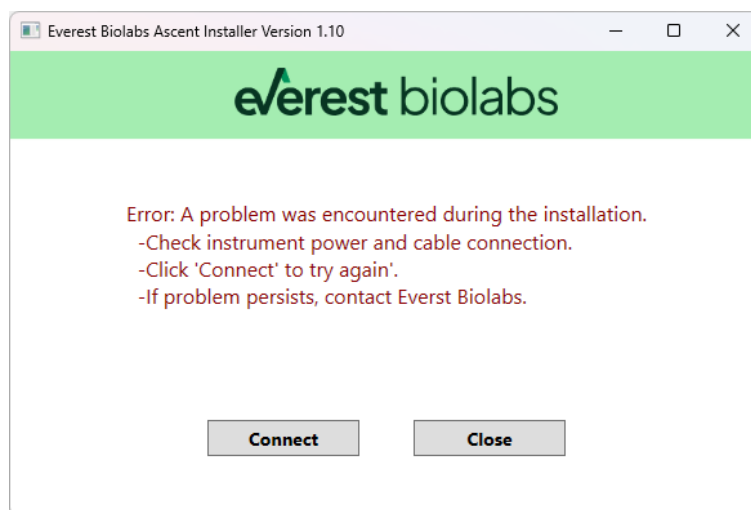 Everest Biolabs Ascent Installer Version 1.10
everest biolabs
Error: A problem was encountered during the installation.
-Check instrument power and cable connection.
-Click 'Connect' to try again'.
-If problem persists, contact Everst Biolabs.
Connect Close